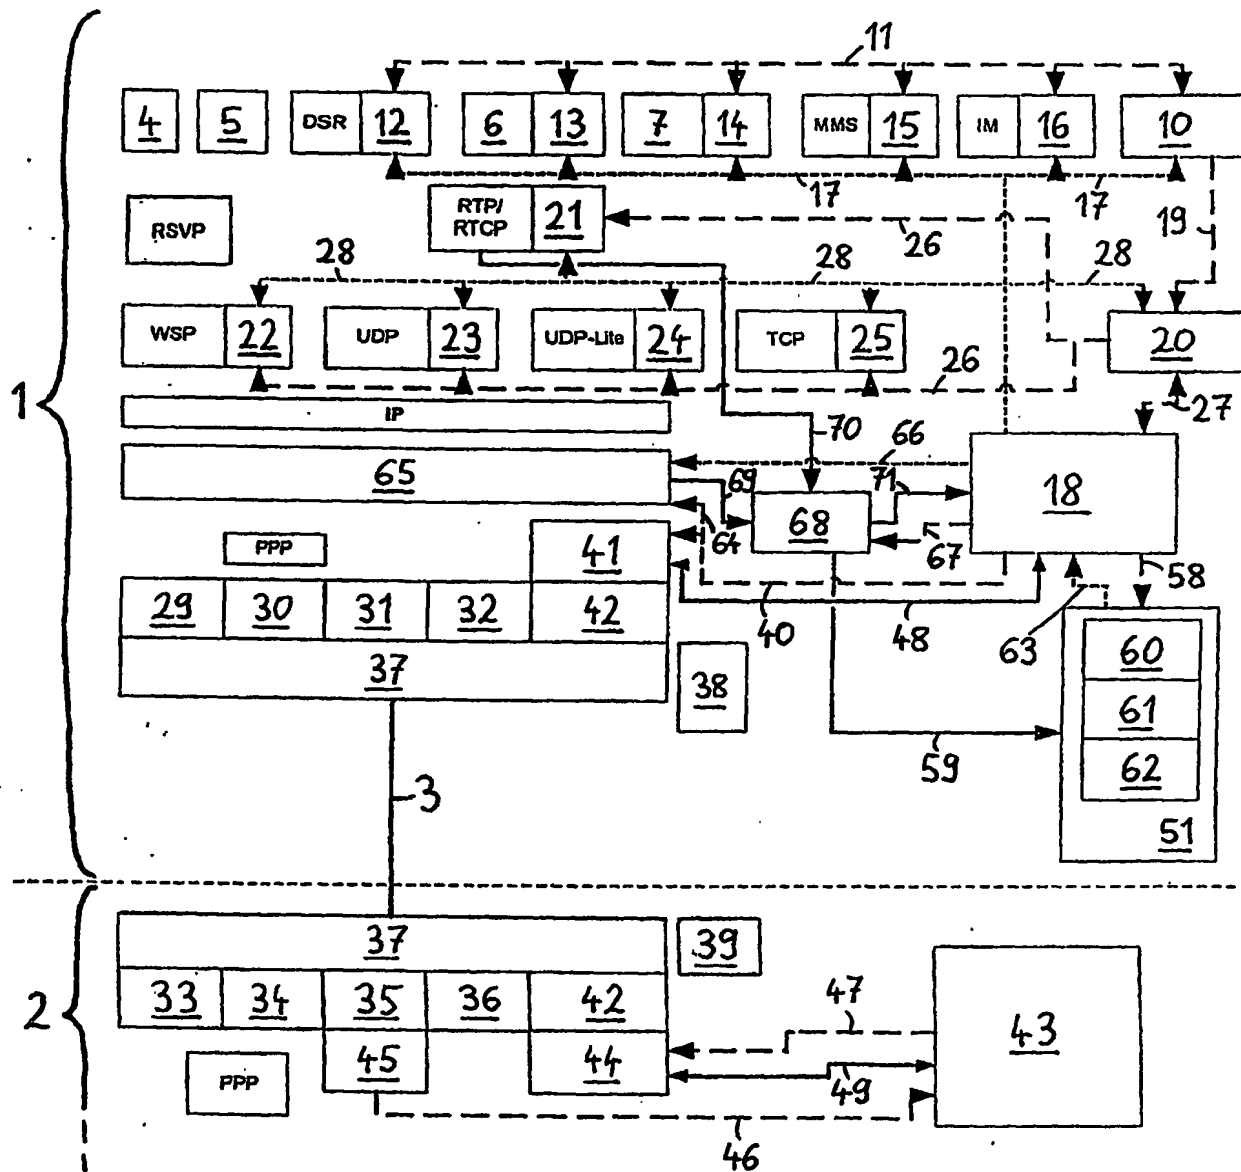 11
4 5 DSR 12 6 13 7 14 MMS 15 IM 16 10
17 17
RSVP RTP/ 21 26 19
RTCP
28 28 28
WSP 22 UDP 23 UDP-Lite 24 TCP 25 20
26
1 27
IP
70 66
65 69 71 18
68
64 67
PPP 41 58
29 30 31 32 42 40 48 63 60
37 38 61
59 62
3
51
37 39
33 34 35 36 42 47
2 43
45 44
PPP 49
46